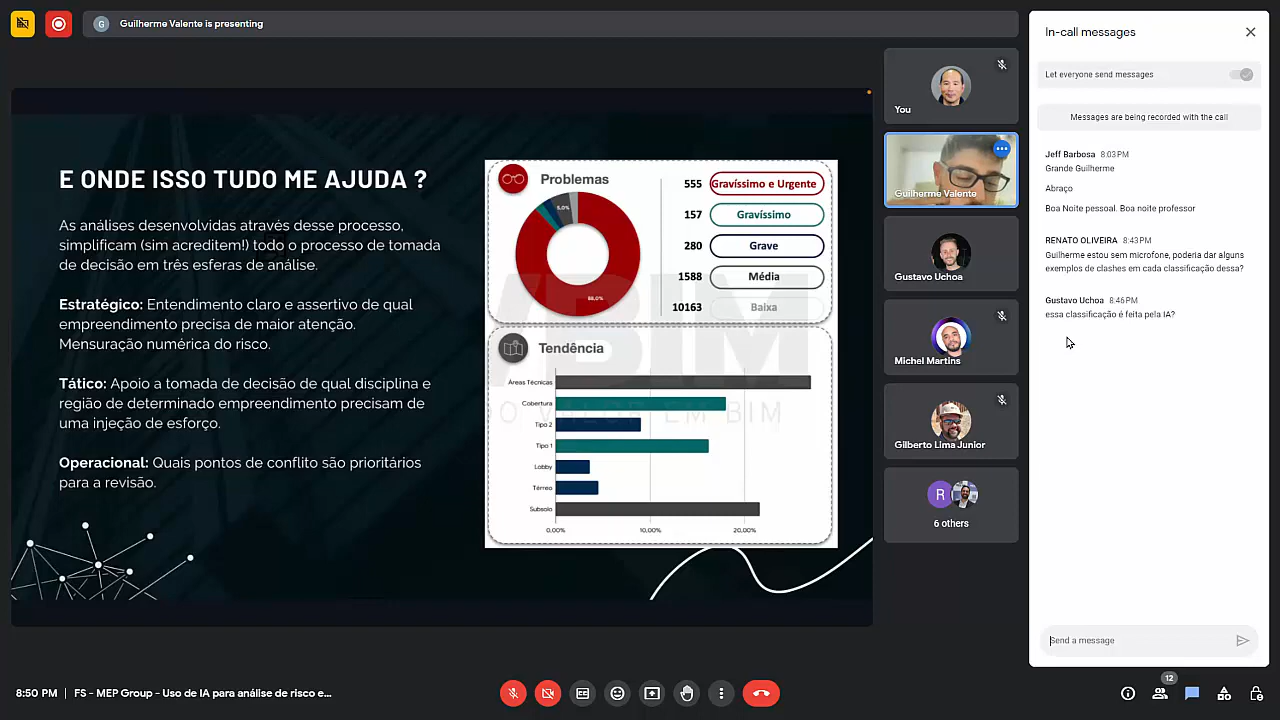 G Guilherme Valente is presenting
E ONDE ISSO TUDO ME AJUDA ?
As análises desenvolvidas através desse processo,
simplificam (sim acreditem!) todo o processo de tomada
de decisão em três esferas de análise.
Estratégico: Entendimento claro e assertivo de qual
empreendimento precisa de maior atenção.
Mensuração numérica do risco.
Tático: Apoio a tomada de decisão de qual disciplina e
região de determinado empreendimento precisam de
uma injeção de esforço.
Operacional: Quais pontos de conflito são prioritários
para a revisão.
Problemas
5,0%
88,0%
555 Gravíssimo e Urgente
157 Gravíssimo
280 Grave
1588 Média
10163 Baixa
Tendência
Áreas Técnicas
Cobertura
Tipo 2
Tipo 1
Lobby
Térreo
Subsolo
0,00% 10,00% 20,00%
BIM
DO VALOR EM BIM
You
Guilherme Valente
Gustavo Uchoa
Michel Martins
Gilberto Lima Junior
R
6 others
In-call messages
Let everyone send messages
Messages are being recorded with the call
Jeff Barbosa 8:03 PM
Grande Guilherme
Abraço
Boa Noite pessoal. Boa noite professor
RENATO OLIVEIRA 8:43 PM
Guilherme estou sem microfone, poderia dar alguns
exemplos de clashes em cada classificação dessa?
Gustavo Uchoa 8:46 PM
essa classificação é feita pela IA?
Send a message
8:50 PM | FS - MEP Group - Uso de IA para análise de risco e...
12